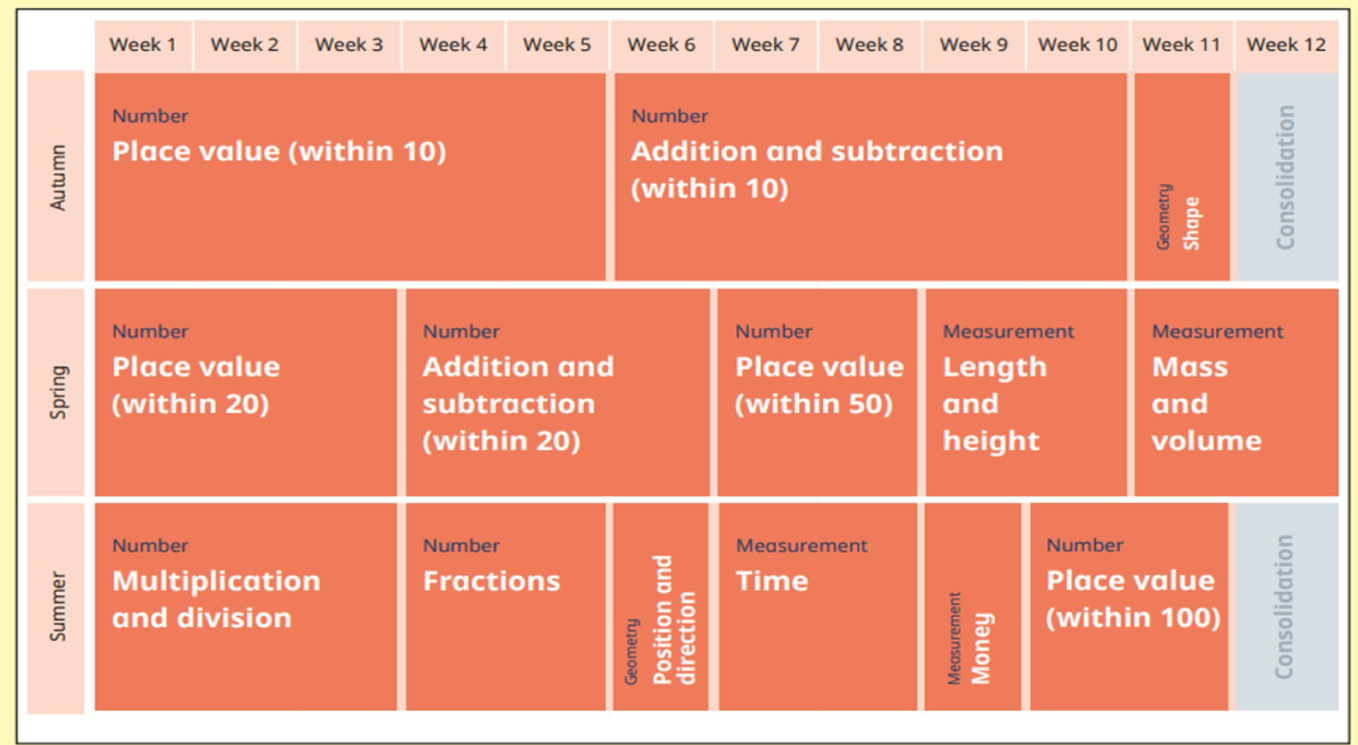 Week 1 Week 2 Week 3 Week 4 Week 5 Week 6 Week 7 Week 8 Week 9 Week 10 Week 11 Week 12
Autumn
Number
Place value (within 10)
Number
Addition and subtraction
(within 10)
Geometry
Shape
Consolidation
Spring
Number
Place value
(within 20)
Number
Addition and
subtraction
(within 20)
Number
Place value
(within 50)
Measurement
Length
and
height
Measurement
Mass
and
volume
Summer
Number
Multiplication
and division
Number
Fractions
Geometry
Position and
direction
Measurement
Time
Measurement
Money
Number
Place value
(within 100)
Consolidation